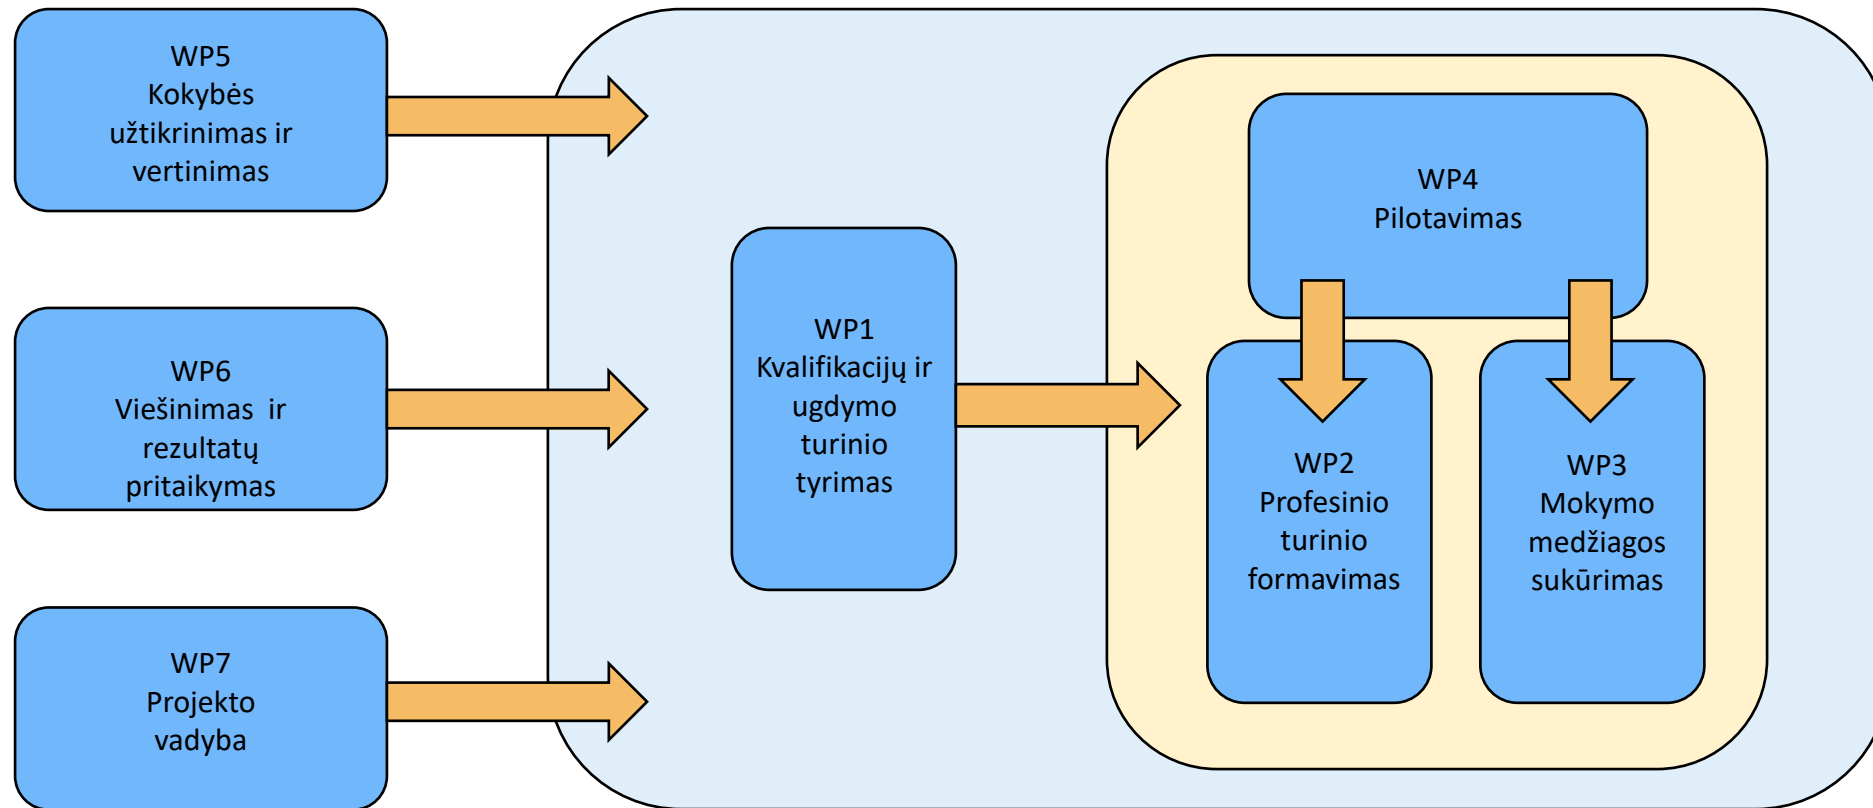 WP5
Kokybės
užtikrinimas ir
vertinimas
WP6
Viešinimas  ir
rezultatų
pritaikymas
WP7
Projekto
vadyba
WP1
Kvalifikacijų ir
ugdymo
turinio
tyrimas
WP4
Pilotavimas
WP2
Profesinio
turinio
formavimas
WP3
Mokymo
medžiagos
sukūrimas